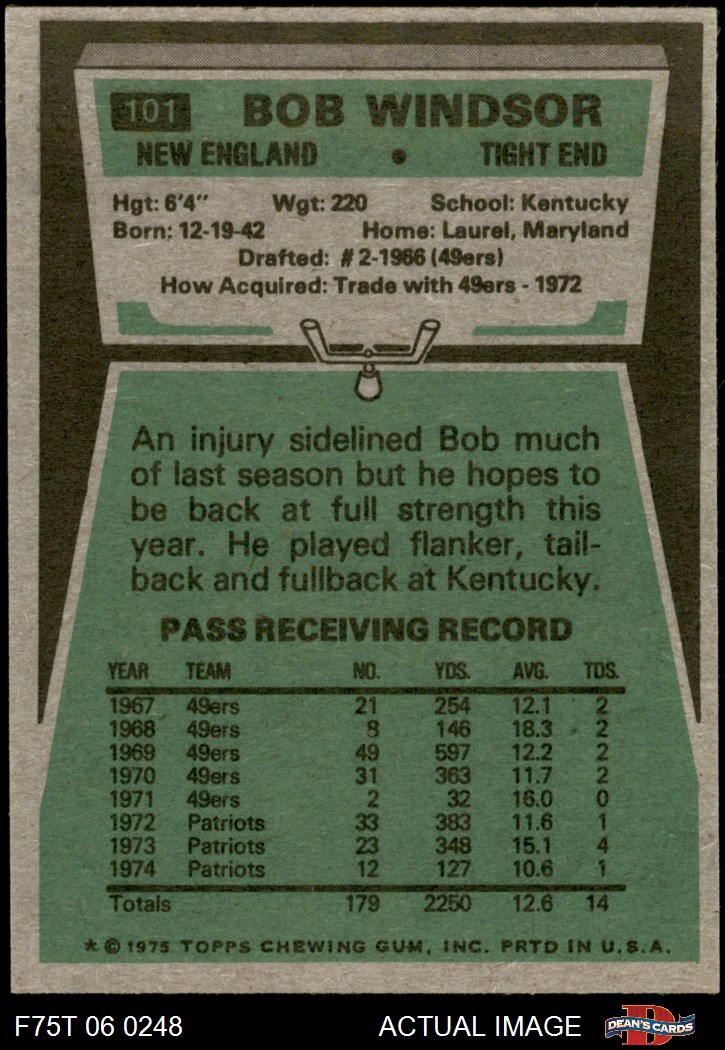 101 BOB WINDSOR
NEW ENGLAND • TIGHT END
Hgt: 6'4" Wgt: 220 School: Kentucky
Born: 12-19-42 Home: Laurel, Maryland
Drafted: #2-1966 (49ers)
How Acquired: Trade with 49ers - 1972
An injury sidelined Bob much
of last season but he hopes to
be back at full strength this
year. He played flanker, tail-
back and fullback at Kentucky.
PASS RECEIVING RECORD
YEAR TEAM NO. YDS. AVG. TDS.
1967 49ers 21 254 12.1 2
1968 49ers 8 146 18.3 2
1969 49ers 49 597 12.2 2
1970 49ers 31 363 11.7 2
1971 49ers 2 32 16.0 0
1972 Patriots 33 383 11.6 1
1973 Patriots 23 348 15.1 4
1974 Patriots 12 127 10.6 1
Totals 179 2250 12.6 14
* © 1975 TOPPS CHEWING GUM, INC. PRTD IN U.S.A.
F75T 06 0248 ACTUAL IMAGE D DEAN'S CARDS